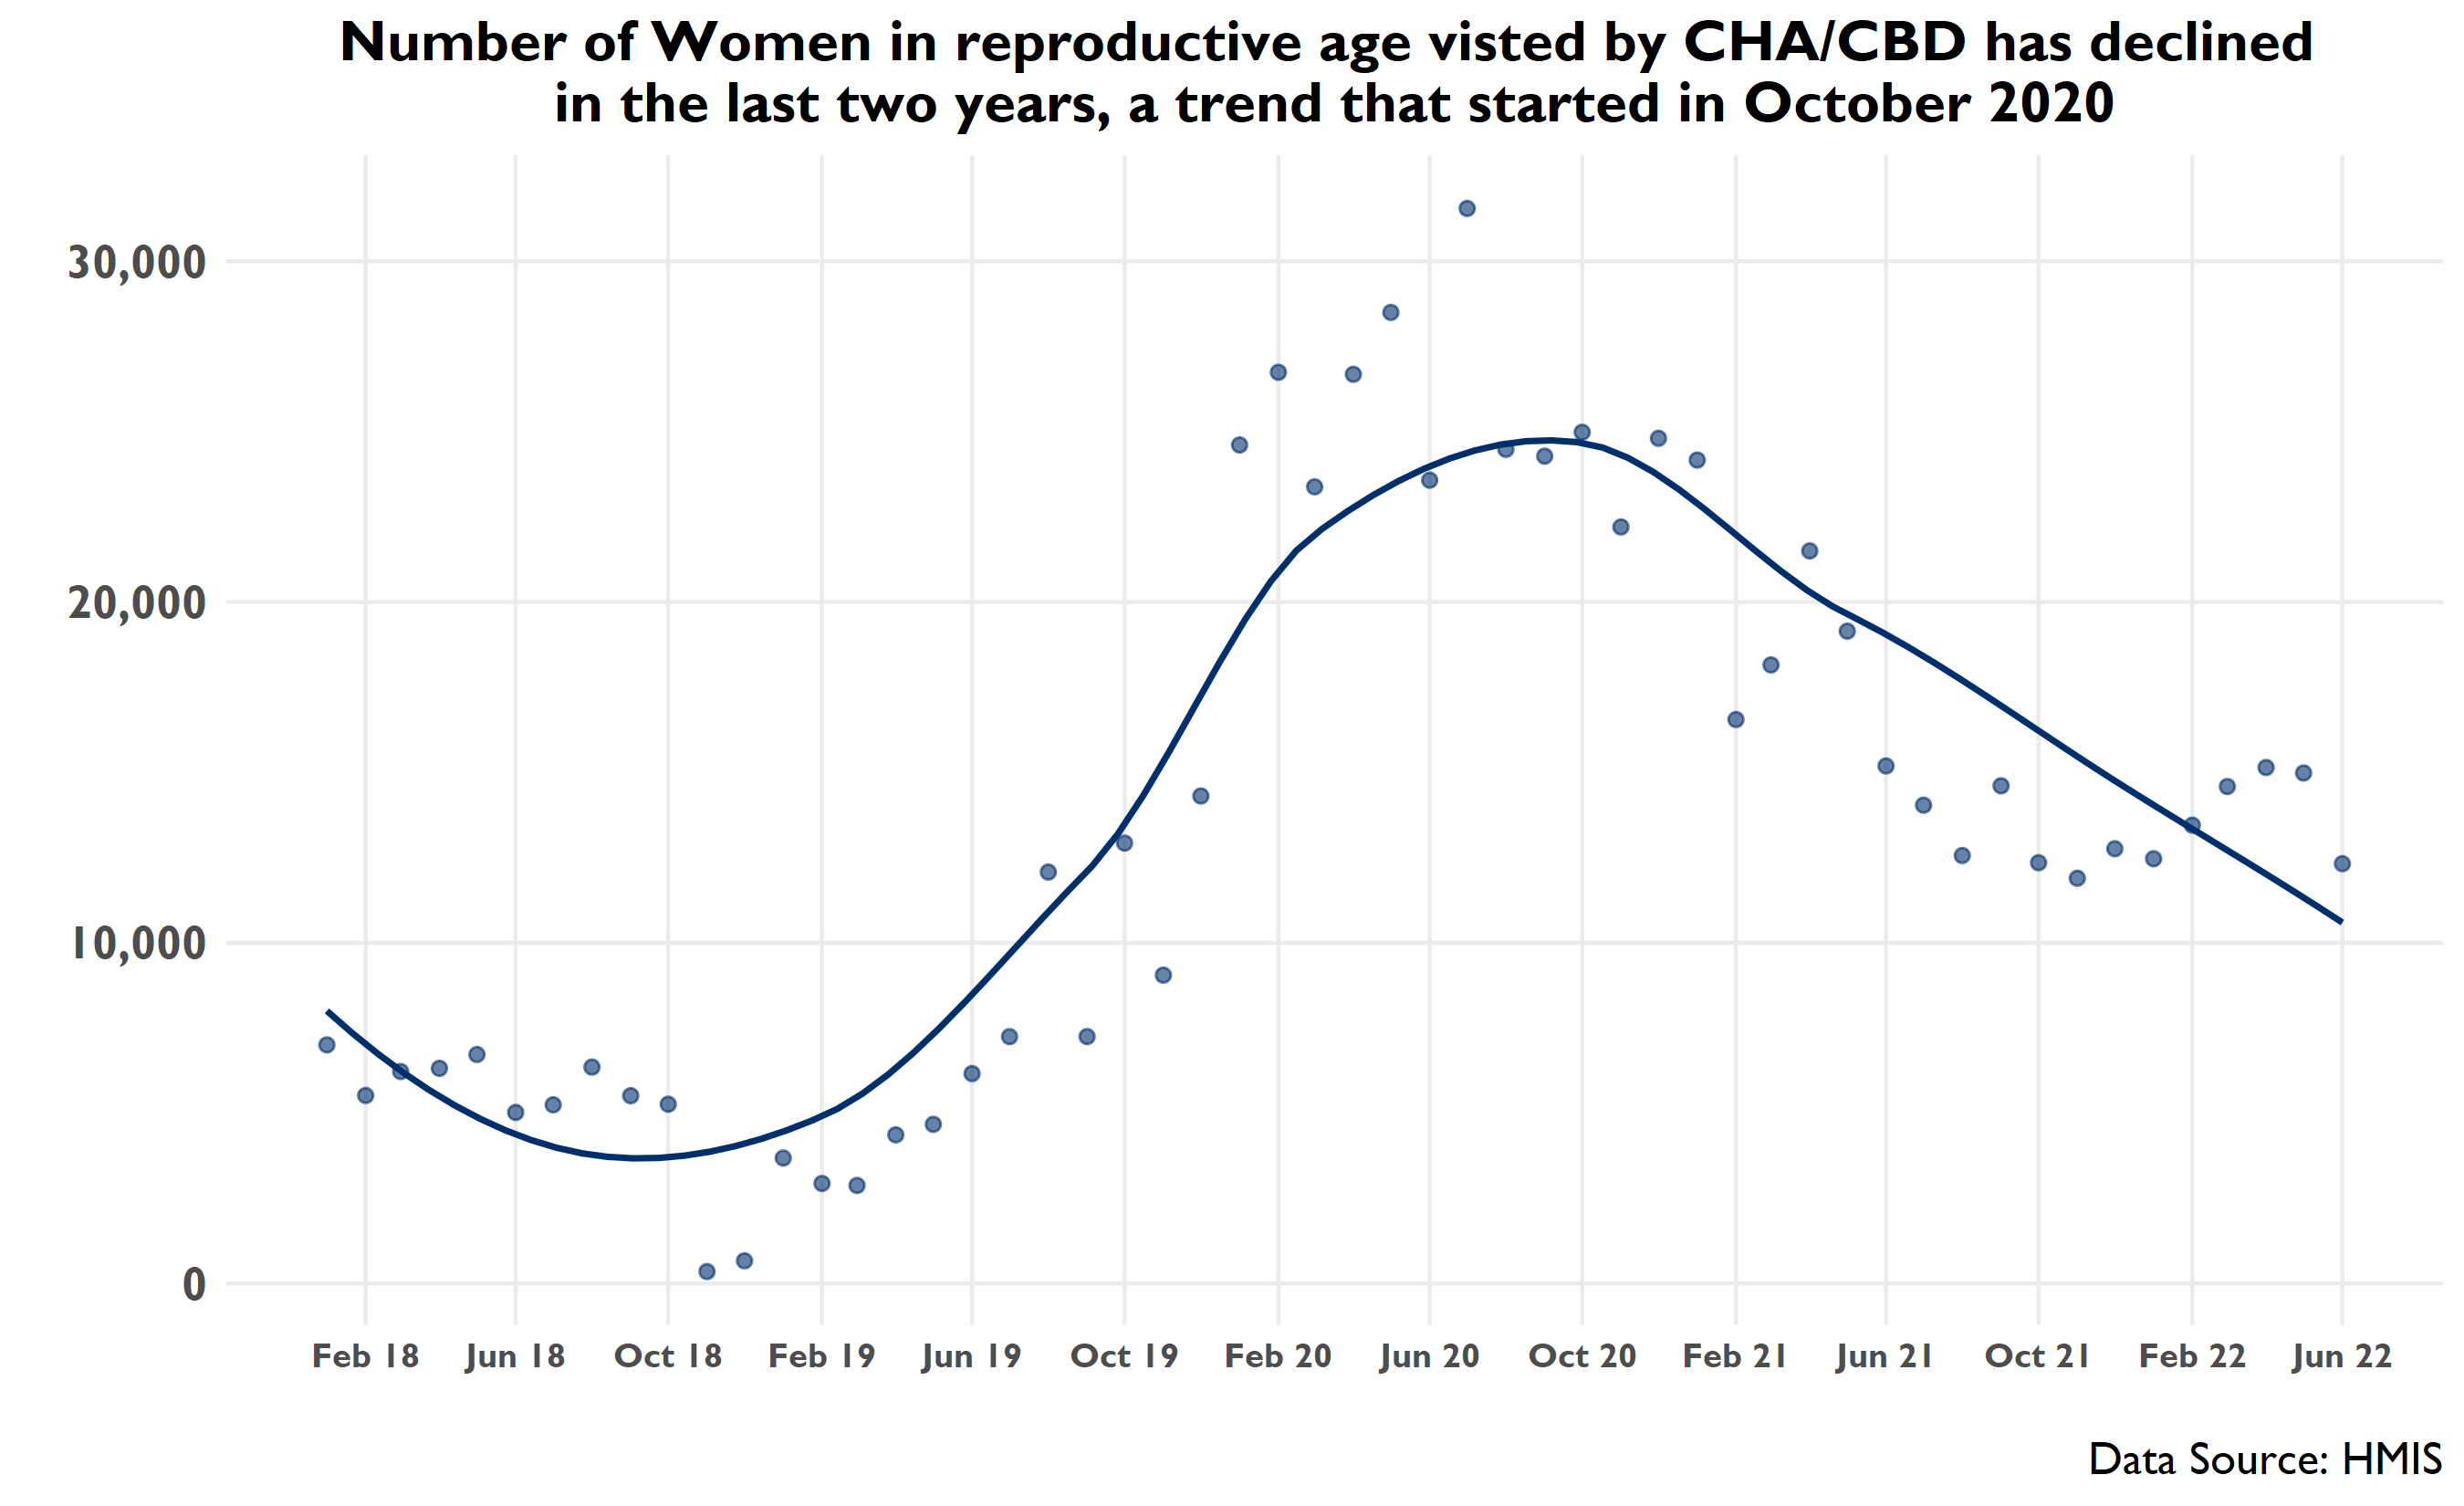 Number of Women in reproductive age visted by CHA/CBD has declined
in the last two years, a trend that started in October 2020
30,000
20,000
10,000
0
Feb 18 Jun 18 Oct 18 Feb 19 Jun 19 Oct 19 Feb 20 Jun 20 Oct 20 Feb 21 Jun 21 Oct 21 Feb 22 Jun 22
Data Source: HMIS